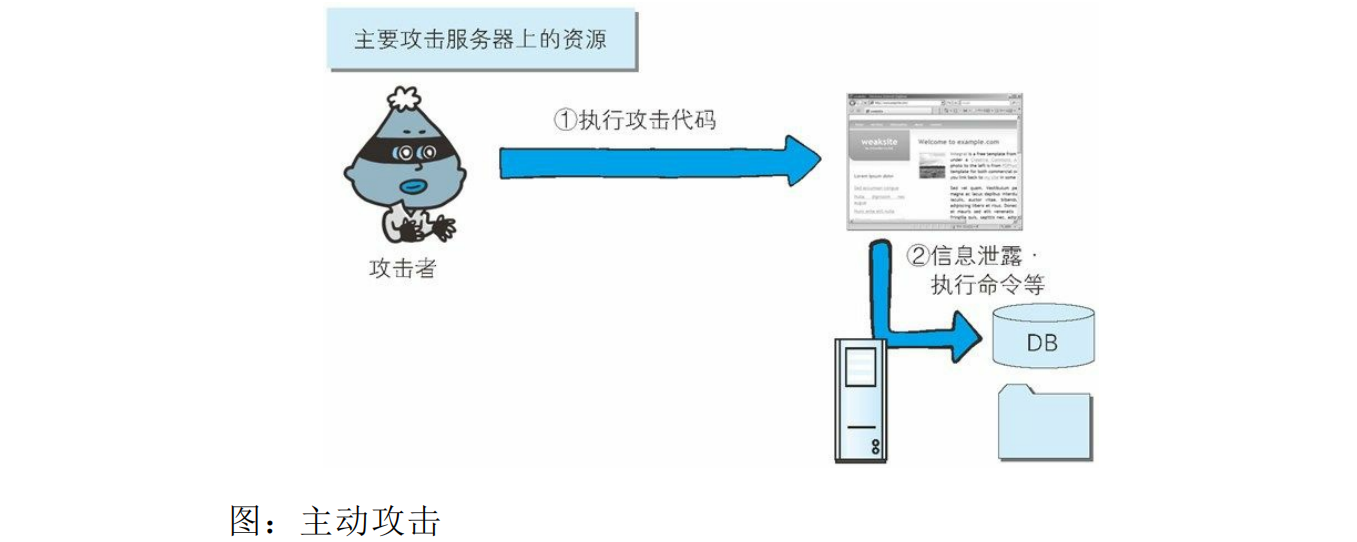 主要攻击服务器上的资源
①执行攻击代码
weaksite
Welcome to example.com
攻击者
②信息泄露·
执行命令等
DB
图：主动攻击